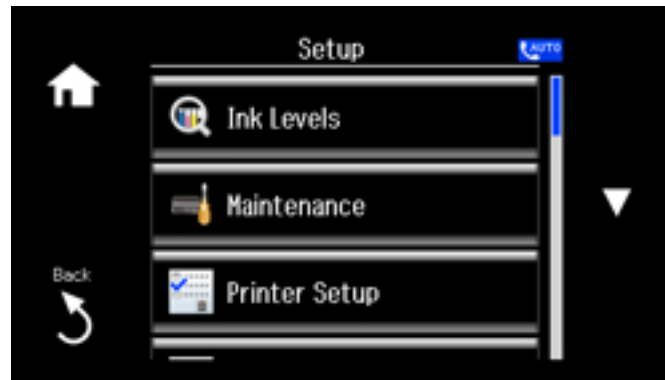 Setup
AUTO
Ink Levels
Maintenance
Back
Printer Setup